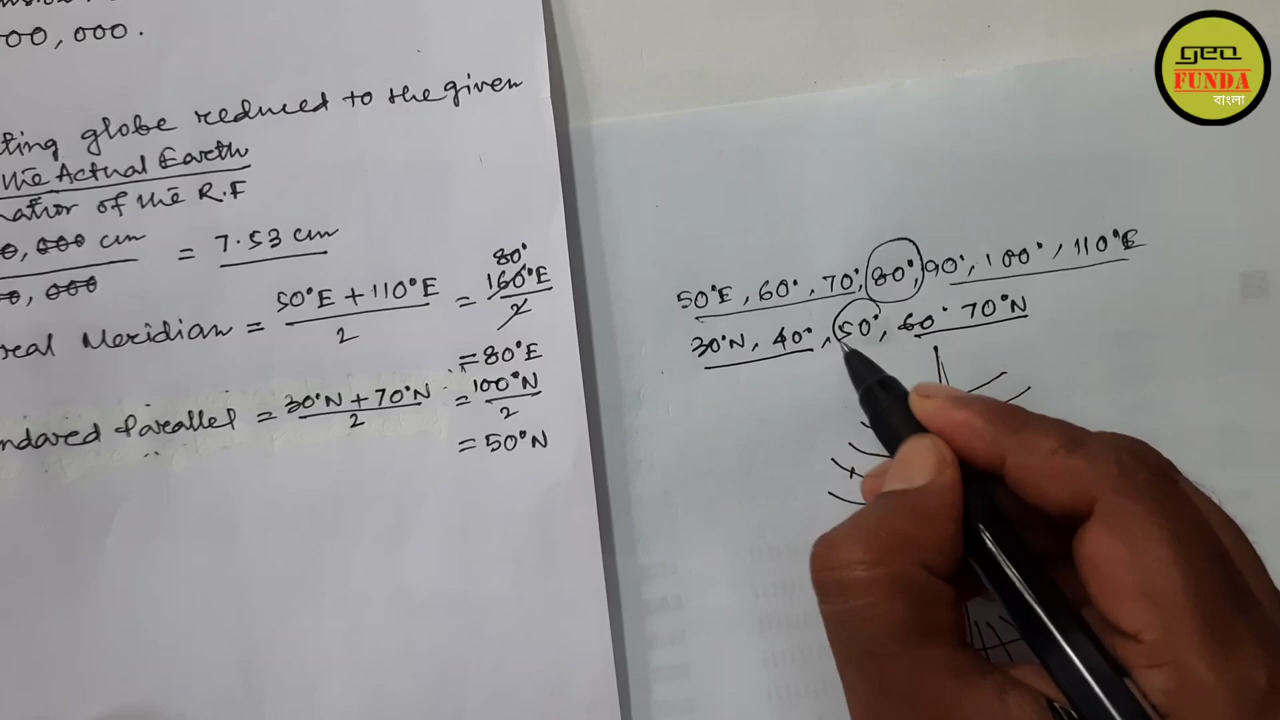 00,000.
ting globe reduced to the given
the Actual Earth
of the R.F
0,000 cm = 7.53 cm
0,000
real Meridian = 50°E + 110°E / 2 = 160°E / 2 80°
= 80°E
ndared Parallel = 30°N + 70°N / 2 = 100°N / 2
= 50°N
50°E, 60°, 70°, 80°, 90°, 100°, 110°E
30°N, 40°, 50°, 60° 70°N
geo
FUNDA
বাংলা